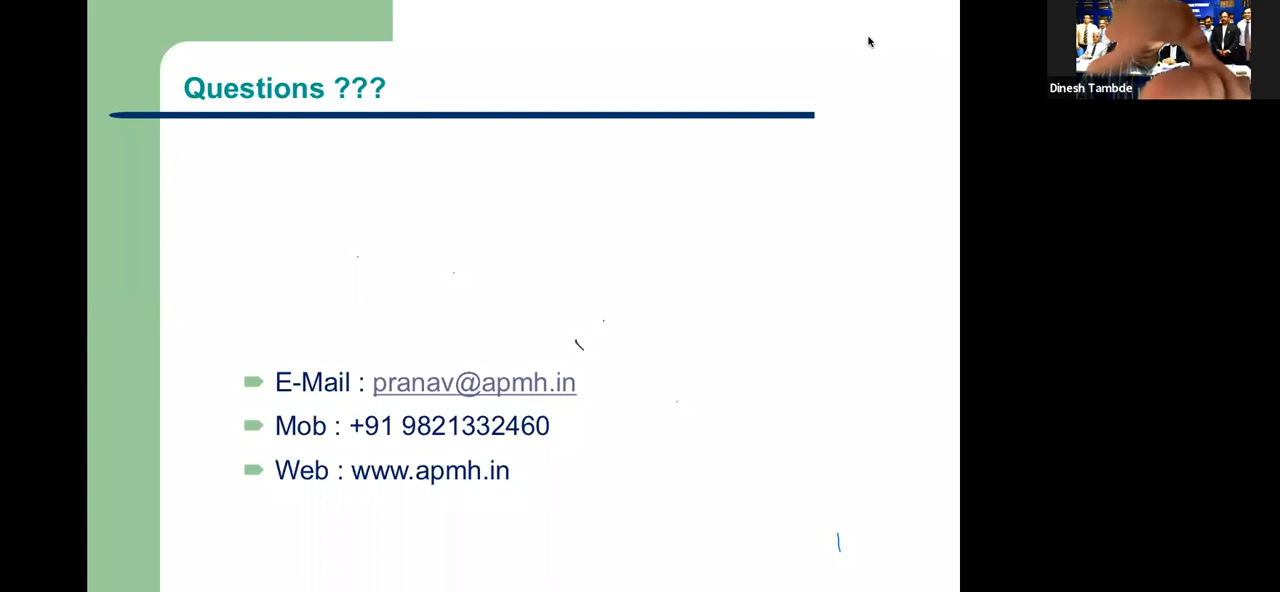 Questions ???
Dinesh Tambde
E-Mail : pranav@apmh.in
Mob : +91 9821332460
Web : www.apmh.in